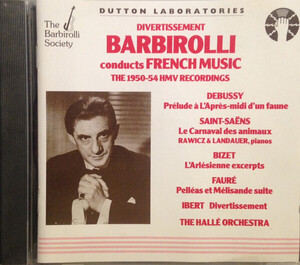 DUTTON LABORATORIES
The
Barbirolli
Society
DIVERTISSEMENT
BARBIROLLI
conducts FRENCH MUSIC
THE 1950-54 HMV RECORDINGS
DEBUSSY
Prélude à L'Après-midi d'un faune
SAINT-SAËNS
Le Carnaval des animaux
RAWICZ & LANDAUER, pianos
BIZET
L'Arlésienne excerpts
FAURÉ
Pelléas et Mélisande suite
IBERT Divertissement
THE HALLÉ ORCHESTRA